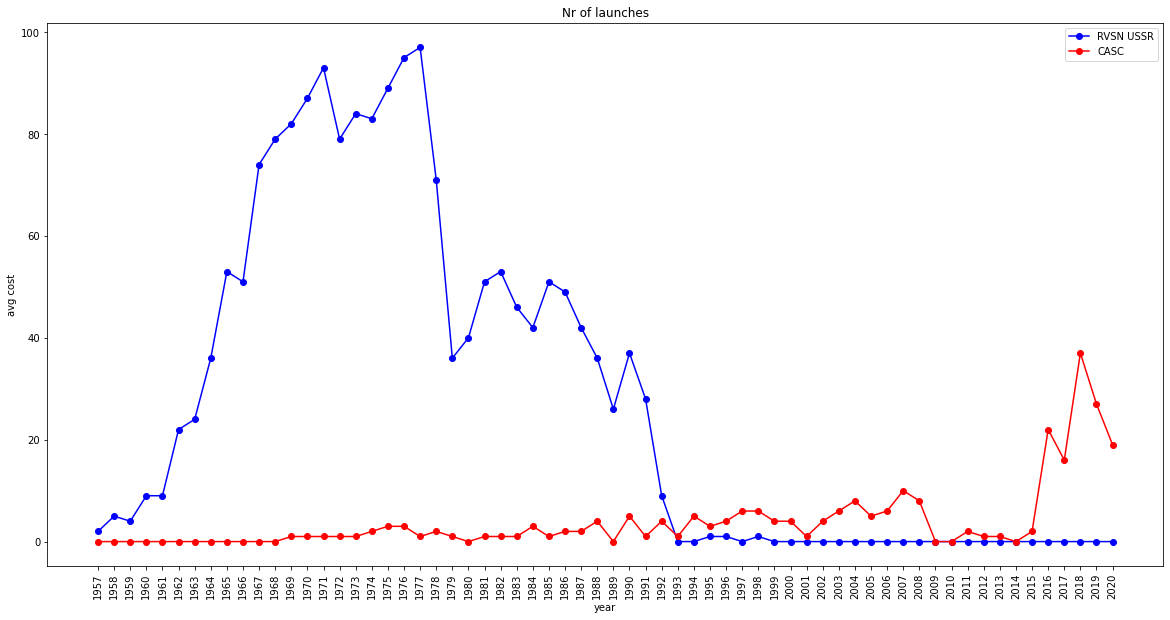 Nr of launches
RVSN USSR
CASC
avg cost
100
80
60
40
20
0
1957 1958 1959 1960 1961 1962 1963 1964 1965 1966 1967 1968 1969 1970 1971 1972 1973 1974 1975 1976 1977 1978 1979 1980 1981 1982 1983 1984 1985 1986 1987 1988 1989 1990 1991 1992 1993 1994 1995 1996 1997 1998 1999 2000 2001 2002 2003 2004 2005 2006 2007 2008 2009 2010 2011 2012 2013 2014 2015 2016 2017 2018 2019 2020
year